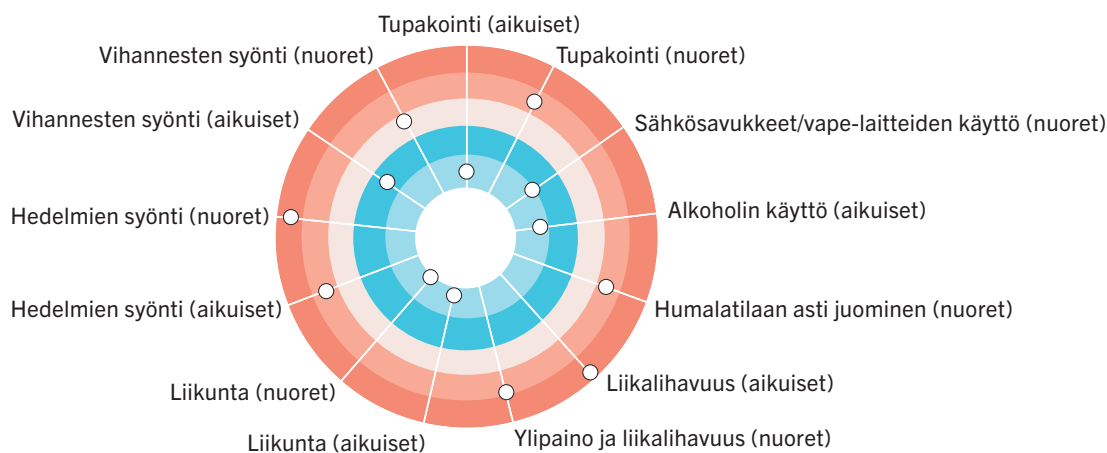 Tupakointi (aikuiset)
Tupakointi (nuoret)
Sähkösavukkeet/vape-laitteiden käyttö (nuoret)
Alkoholin käyttö (aikuiset)
Humalatilaan asti juominen (nuoret)
Liikalihavuus (aikuiset)
Ylipaino ja liikalihavuus (nuoret)
Liikunta (aikuiset)
Liikunta (nuoret)
Hedelmien syönti (aikuiset)
Hedelmien syönti (nuoret)
Vihannesten syönti (aikuiset)
Vihannesten syönti (nuoret)